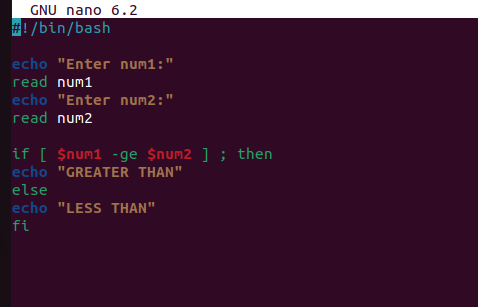 GNU nano 6.2
#!/bin/bash
echo "Enter num1:"
read num1
echo "Enter num2:"
read num2
if [ $num1 -ge $num2 ] ; then
echo "GREATER THAN"
else
echo "LESS THAN"
fi